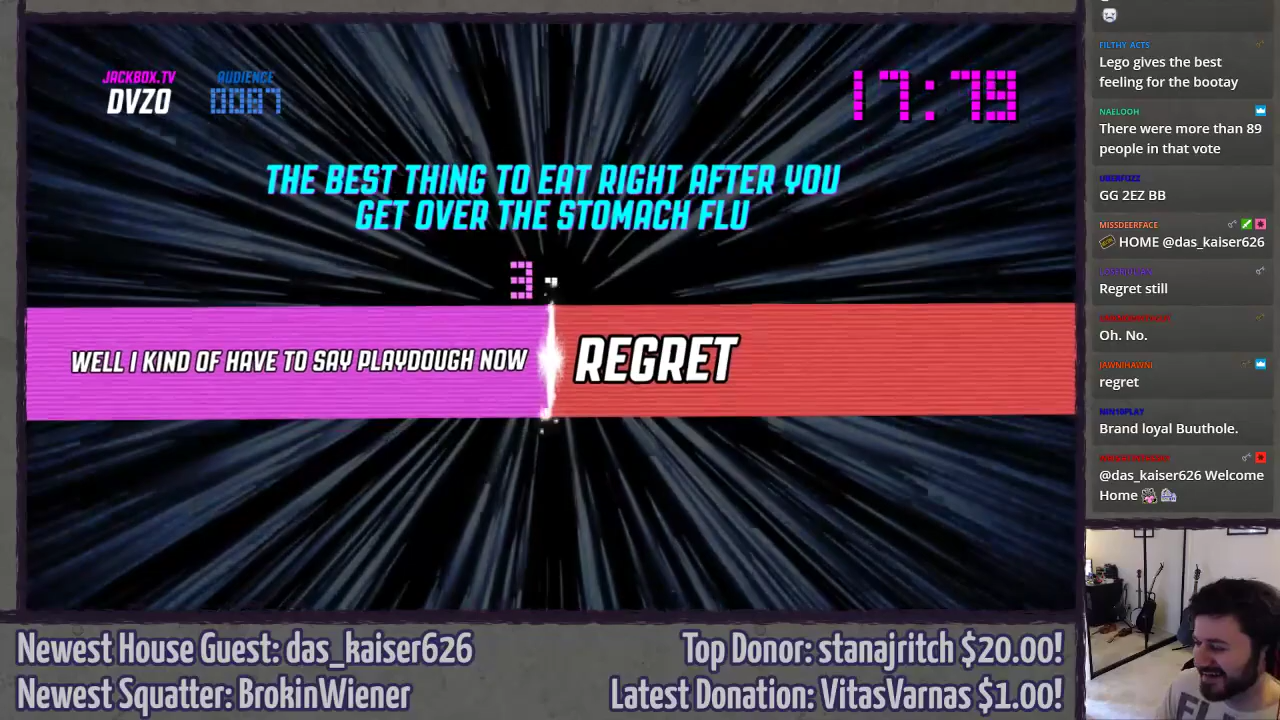 JACKBOX.TV
DVZO
AUDIENCE
0087
17:79
THE BEST THING TO EAT RIGHT AFTER YOU
GET OVER THE STOMACH FLU
3
WELL I KIND OF HAVE TO SAY PLAYDOUGH NOW
REGRET
FILTHY ACTS
Lego gives the best
feeling for the bootay
NAELOOH
There were more than 89
people in that vote
UBERFUZZ
GG 2EZ BB
MISSDEERFACE
HOME @das_kaiser626
Regret still
Oh. No.
JAWNIHAWNI
regret
NIN10PLAY
Brand loyal Buuthole.
@das_kaiser626 Welcome
Home
Newest House Guest: das_kaiser626
Newest Squatter: BrokinWiener
Top Donor: stanajritch $20.00!
Latest Donation: VitasVarnas $1.00!